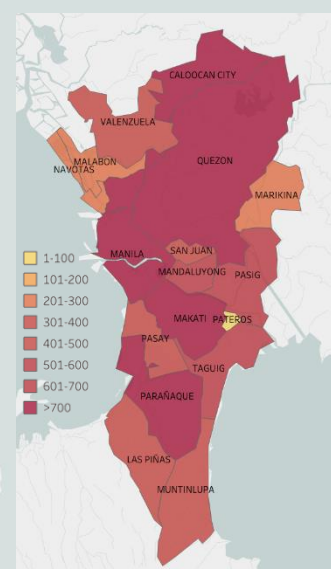 CALOOCAN CITY
VALENZUELA
MALABON
NAVOTAS
QUEZON
MARIKINA
MANILA
SAN JUAN
MANDALUYONG
PASIG
MAKATI
PATEROS
PASAY
TAGUIG
PARAÑAQUE
LAS PIÑAS
MUNTINLUPA
1-100
101-200
201-300
301-400
401-500
501-600
601-700
>700